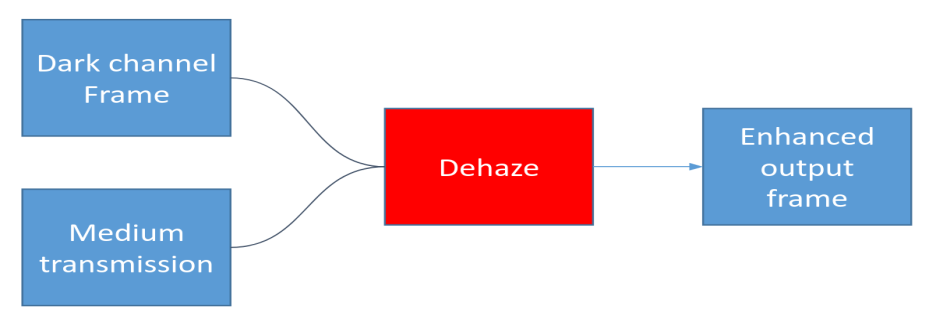 Dark channel
Frame
Medium
transmission
Dehaze
Enhanced
output
frame